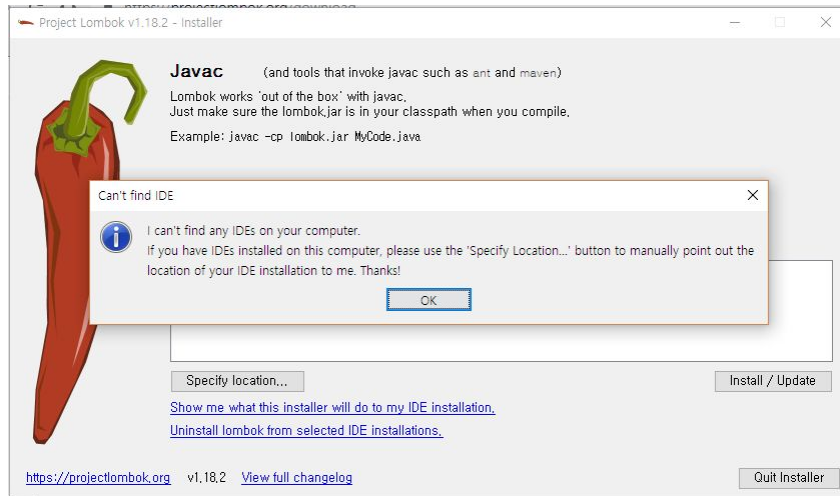 https://projectlombok.org/download
Project Lombok v1.18.2 - Installer
Javac (and tools that invoke javac such as ant and maven)
Lombok works 'out of the box' with javac.
Just make sure the lombok.jar is in your classpath when you compile.
Example: javac -cp lombok.jar MyCode.java
Can't find IDE
I can't find any IDEs on your computer.
If you have IDEs installed on this computer, please use the 'Specify Location...' button to manually point out the
location of your IDE installation to me. Thanks!
OK
Specify location...
Install / Update
Show me what this installer will do to my IDE installation.
Uninstall lombok from selected IDE installations.
https://projectlombok.org v1.18.2 View full changelog
Quit Installer